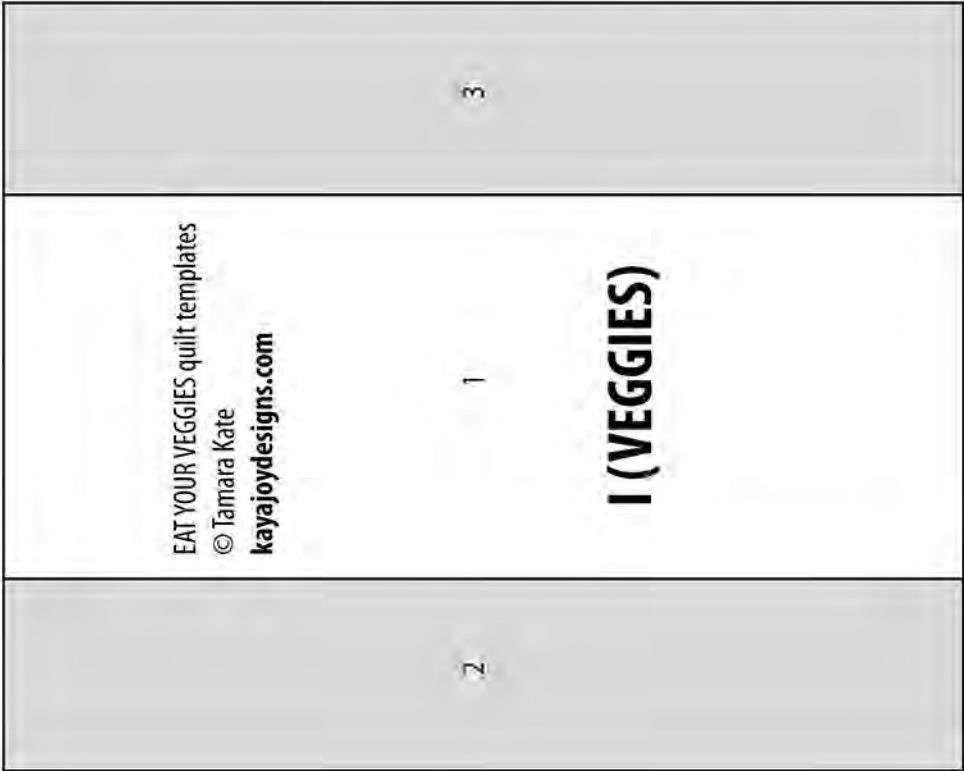 EAT YOUR VEGGIES quilt templates
© Tamara Kate
kayajoydesigns.com
2
1
3
I (VEGGIES)